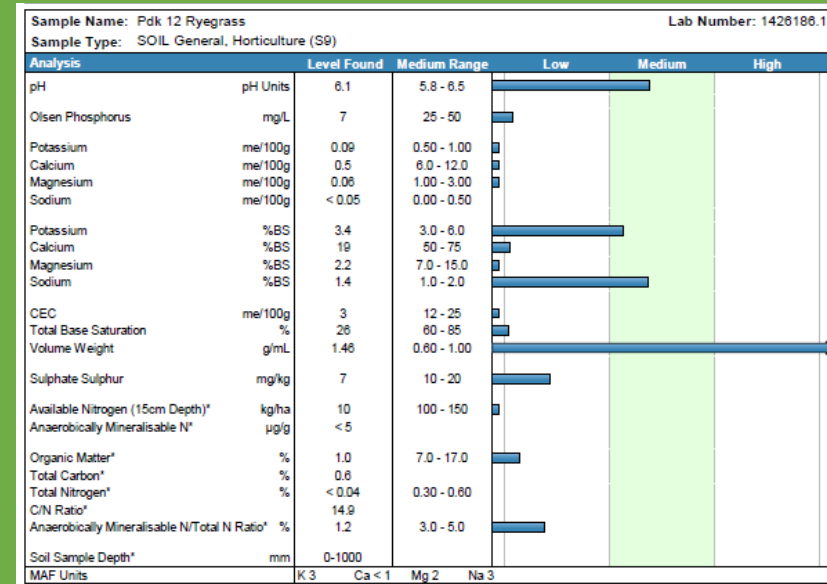 Sample Name: Pdk 12 Ryegrass Lab Number: 1426186.1
Sample Type: SOIL General, Horticulture (S9)
Analysis Level Found Medium Range Low Medium High
pH pH Units 6.1 5.8 - 6.5
Olsen Phosphorus mg/L 7 25 - 50
Potassium me/100g 0.09 0.50 - 1.00
Calcium me/100g 0.5 6.0 - 12.0
Magnesium me/100g 0.06 1.00 - 3.00
Sodium me/100g < 0.05 0.00 - 0.50
Potassium %BS 3.4 3.0 - 6.0
Calcium %BS 19 50 - 75
Magnesium %BS 2.2 7.0 - 15.0
Sodium %BS 1.4 1.0 - 2.0
CEC me/100g 3 12 - 25
Total Base Saturation % 26 60 - 85
Volume Weight g/mL 1.46 0.60 - 1.00
Sulphate Sulphur mg/kg 7 10 - 20
Available Nitrogen (15cm Depth)* kg/ha 10 100 - 150
Anaerobically Mineralisable N* µg/g < 5
Organic Matter* % 1.0 7.0 - 17.0
Total Carbon* % 0.6
Total Nitrogen* % < 0.04 0.30 - 0.60
C/N Ratio* 14.9
Anaerobically Mineralisable N/Total N Ratio* % 1.2 3.0 - 5.0
Soil Sample Depth* mm 0-1000
MAF Units K 3 Ca < 1 Mg 2 Na 3